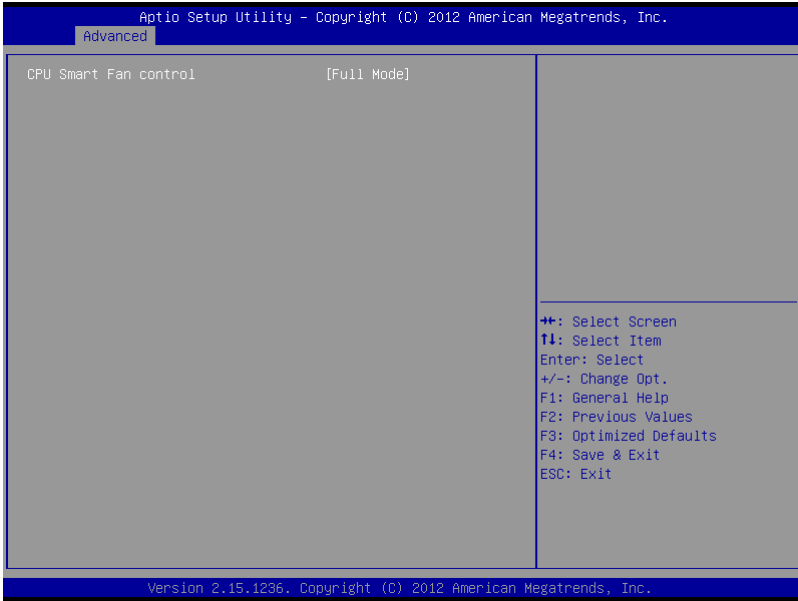 Aptio Setup Utility – Copyright (C) 2012 American Megatrends, Inc.
Advanced
CPU Smart Fan control [Full Mode]
→←: Select Screen
↑↓: Select Item
Enter: Select
+/-: Change Opt.
F1: General Help
F2: Previous Values
F3: Optimized Defaults
F4: Save & Exit
ESC: Exit
Version 2.15.1236. Copyright (C) 2012 American Megatrends, Inc.